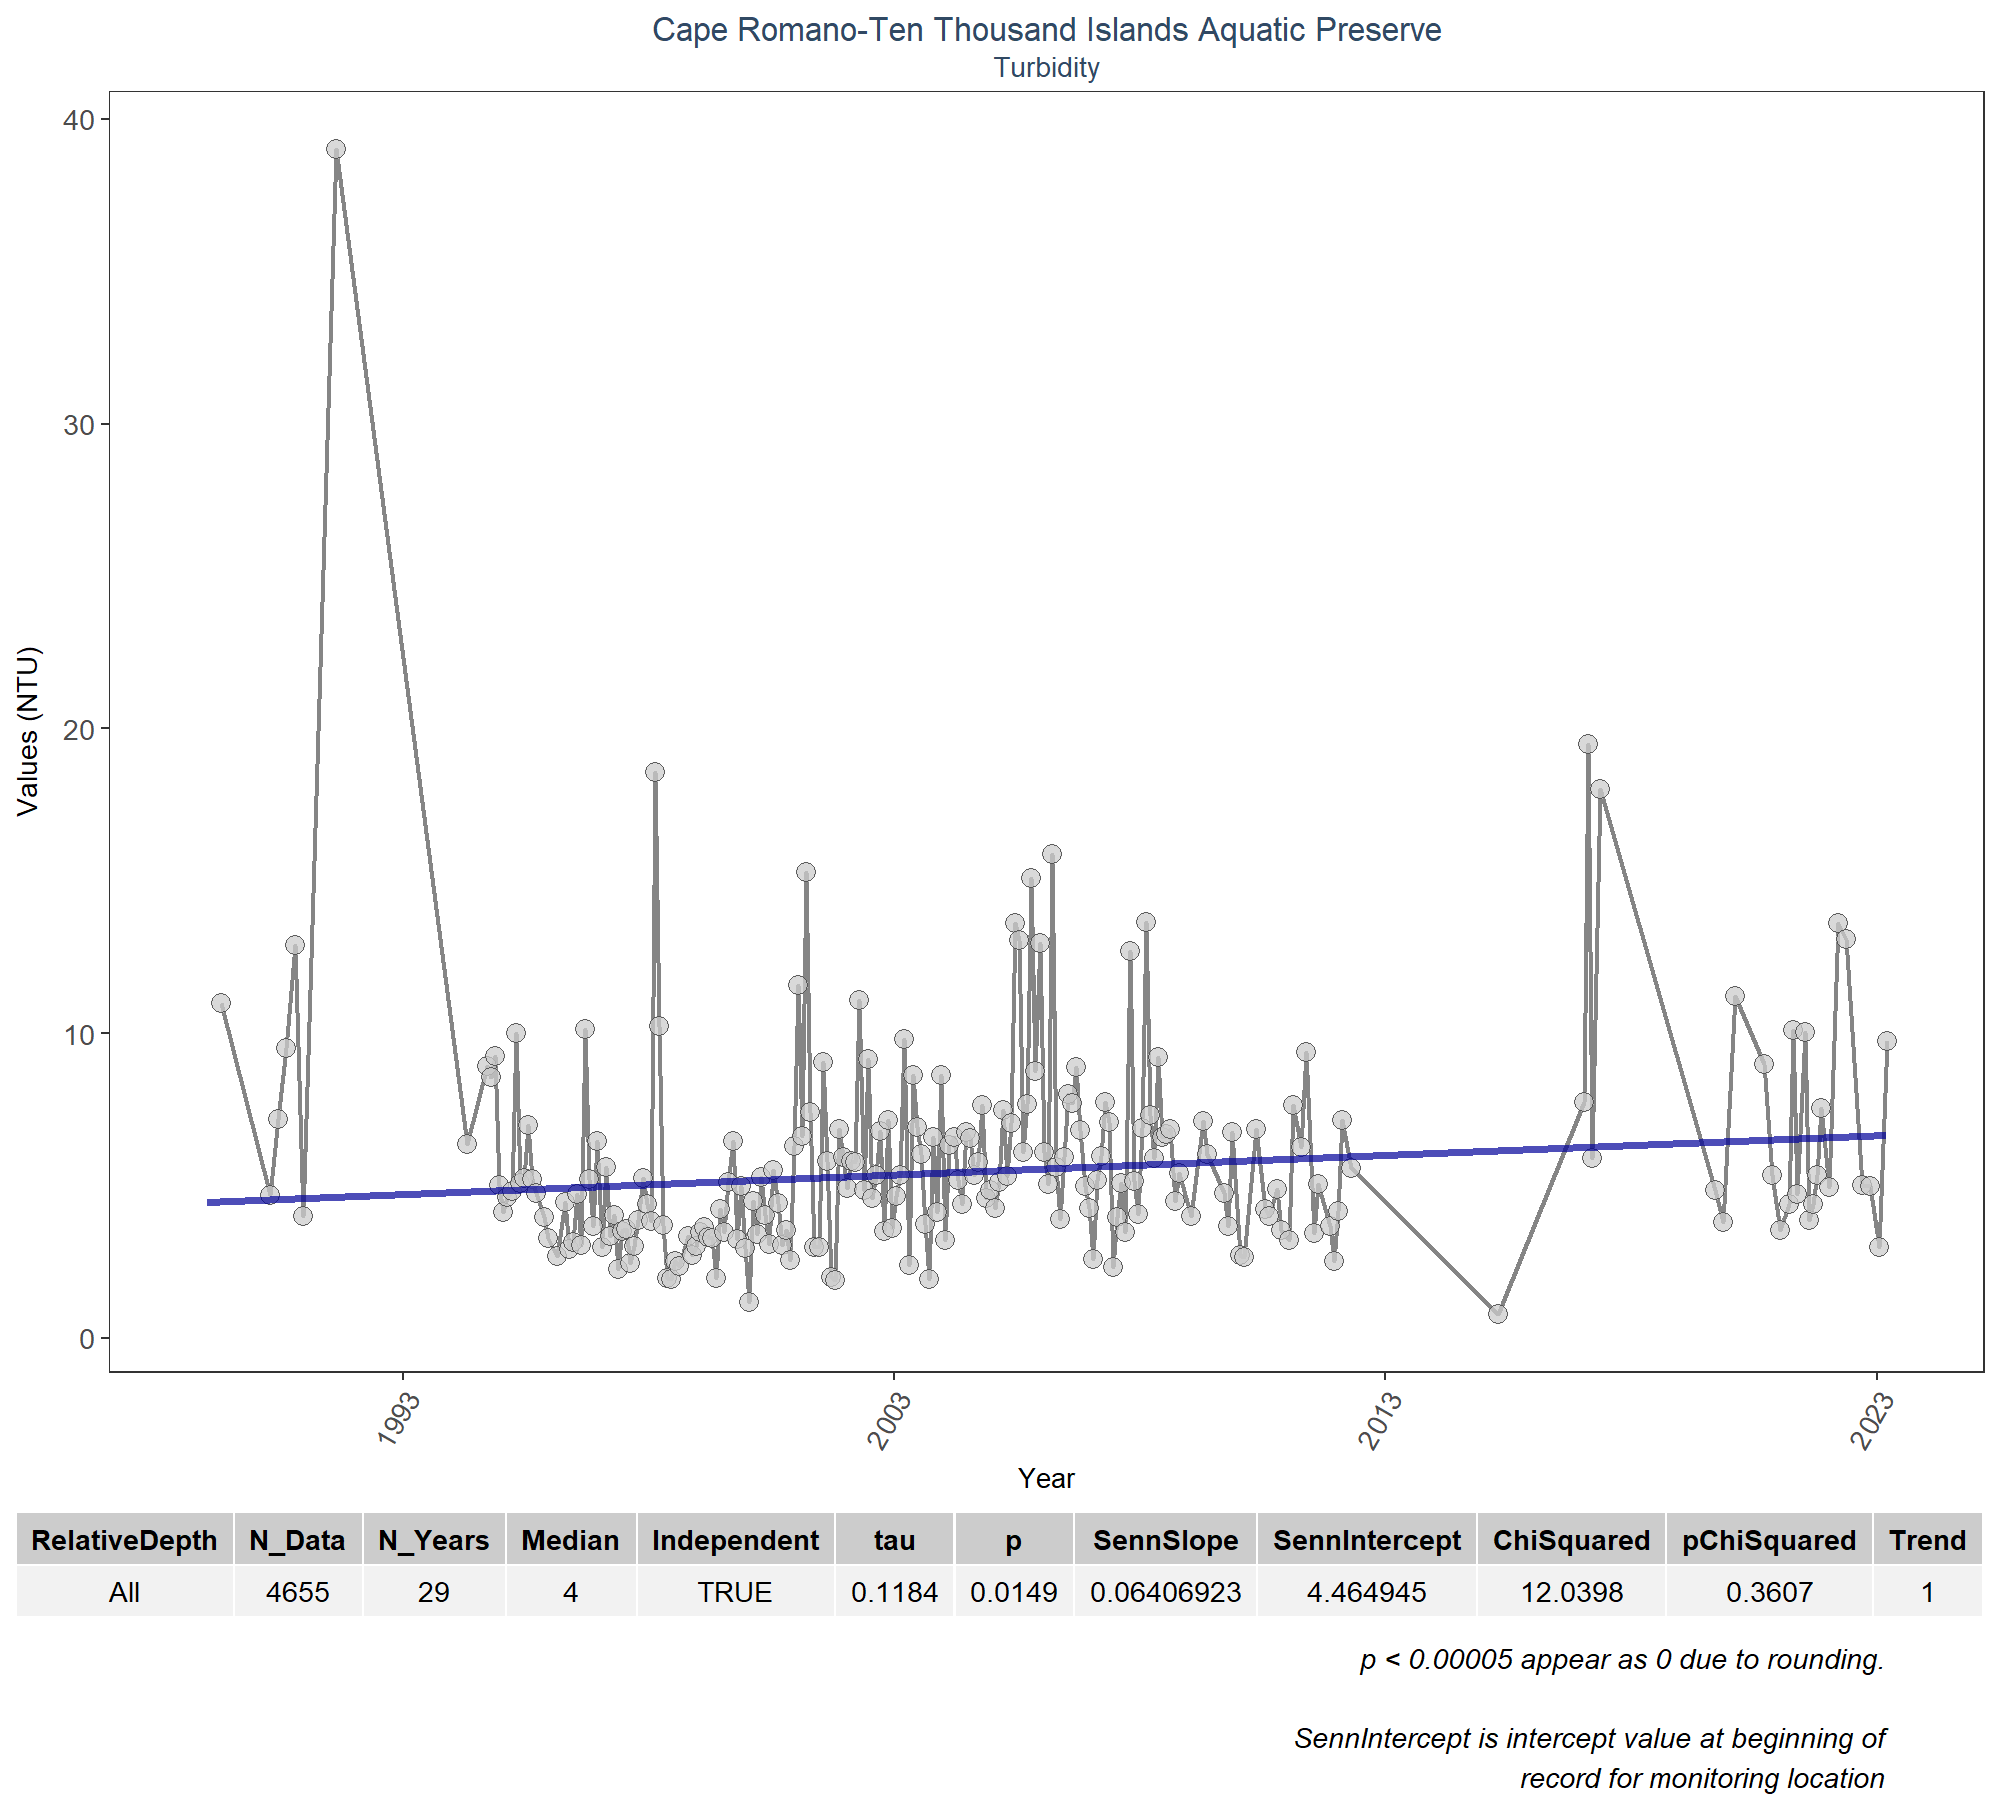 Cape Romano-Ten Thousand Islands Aquatic Preserve
Turbidity
Values (NTU)
40
30
20
10
0
1993
2003
2013
2023
Year
RelativeDepth N_Data N_Years Median Independent tau p SennSlope SennIntercept ChiSquared pChiSquared Trend
All 4655 29 4 TRUE 0.1184 0.0149 0.06406923 4.464945 12.0398 0.3607 1
p < 0.00005 appear as 0 due to rounding.
SennIntercept is intercept value at beginning of
record for monitoring location